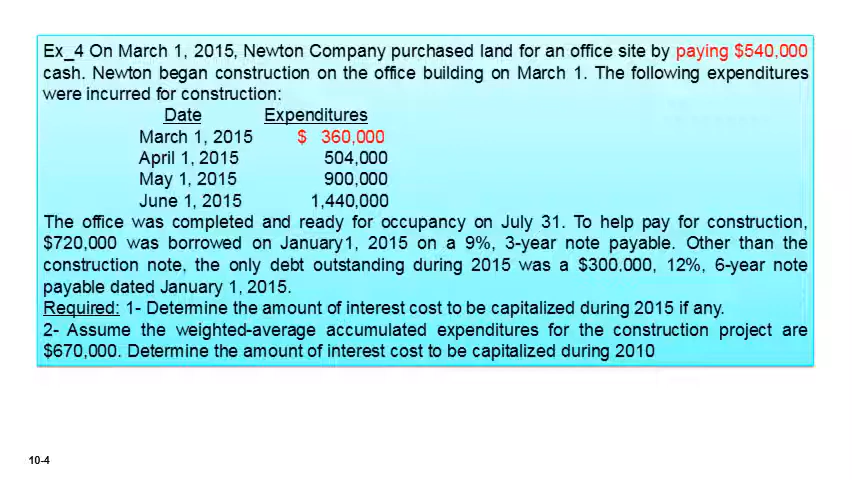 Ex_4 On March 1, 2015, Newton Company purchased land for an office site by paying $540,000
cash. Newton began construction on the office building on March 1. The following expenditures
were incurred for construction:
Date Expenditures
March 1, 2015 $ 360,000
April 1, 2015 504,000
May 1, 2015 900,000
June 1, 2015 1,440,000
The office was completed and ready for occupancy on July 31. To help pay for construction,
$720,000 was borrowed on January1, 2015 on a 9%, 3-year note payable. Other than the
construction note, the only debt outstanding during 2015 was a $300.000, 12%, 6-year note
payable dated January 1, 2015.
Required: 1- Determine the amount of interest cost to be capitalized during 2015 if any.
2- Assume the weighted-average accumulated expenditures for the construction project are
$670,000. Determine the amount of interest cost to be capitalized during 2010
10-4